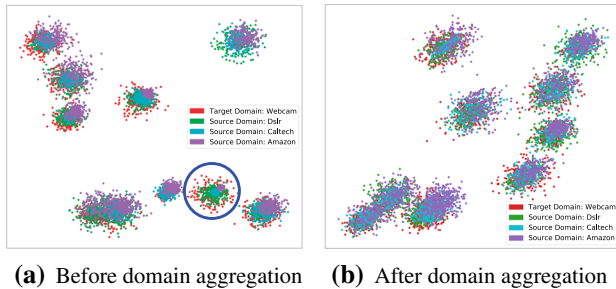 Target Domain: Webcam
Source Domain: Dslr
Source Domain: Caltech
Source Domain: Amazon
Target Domain: Webcam
Source Domain: Dslr
Source Domain: Caltech
Source Domain: Amazon
(a) Before domain aggregation
(b) After domain aggregation